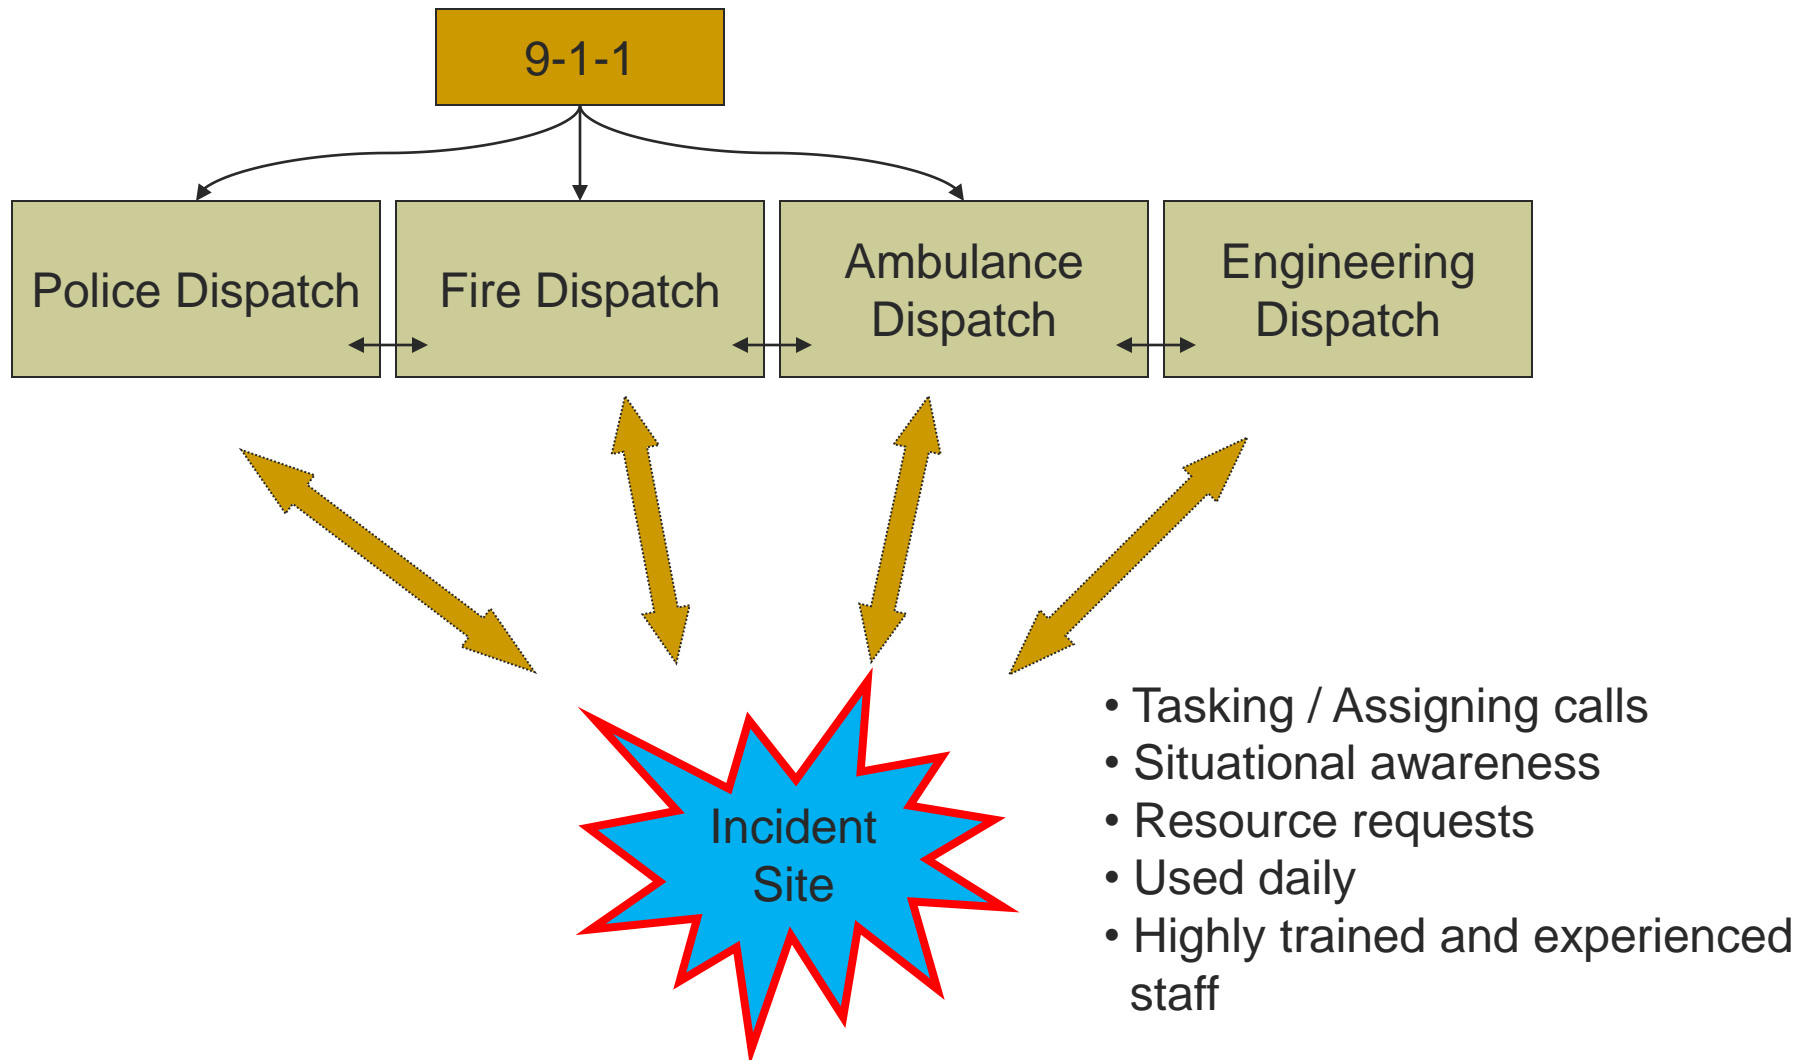 9-1-1
Police Dispatch
Fire Dispatch
Ambulance
Dispatch
Engineering
Dispatch
Incident
Site
• Tasking / Assigning calls
• Situational awareness
• Resource requests
• Used daily
• Highly trained and experienced
staff